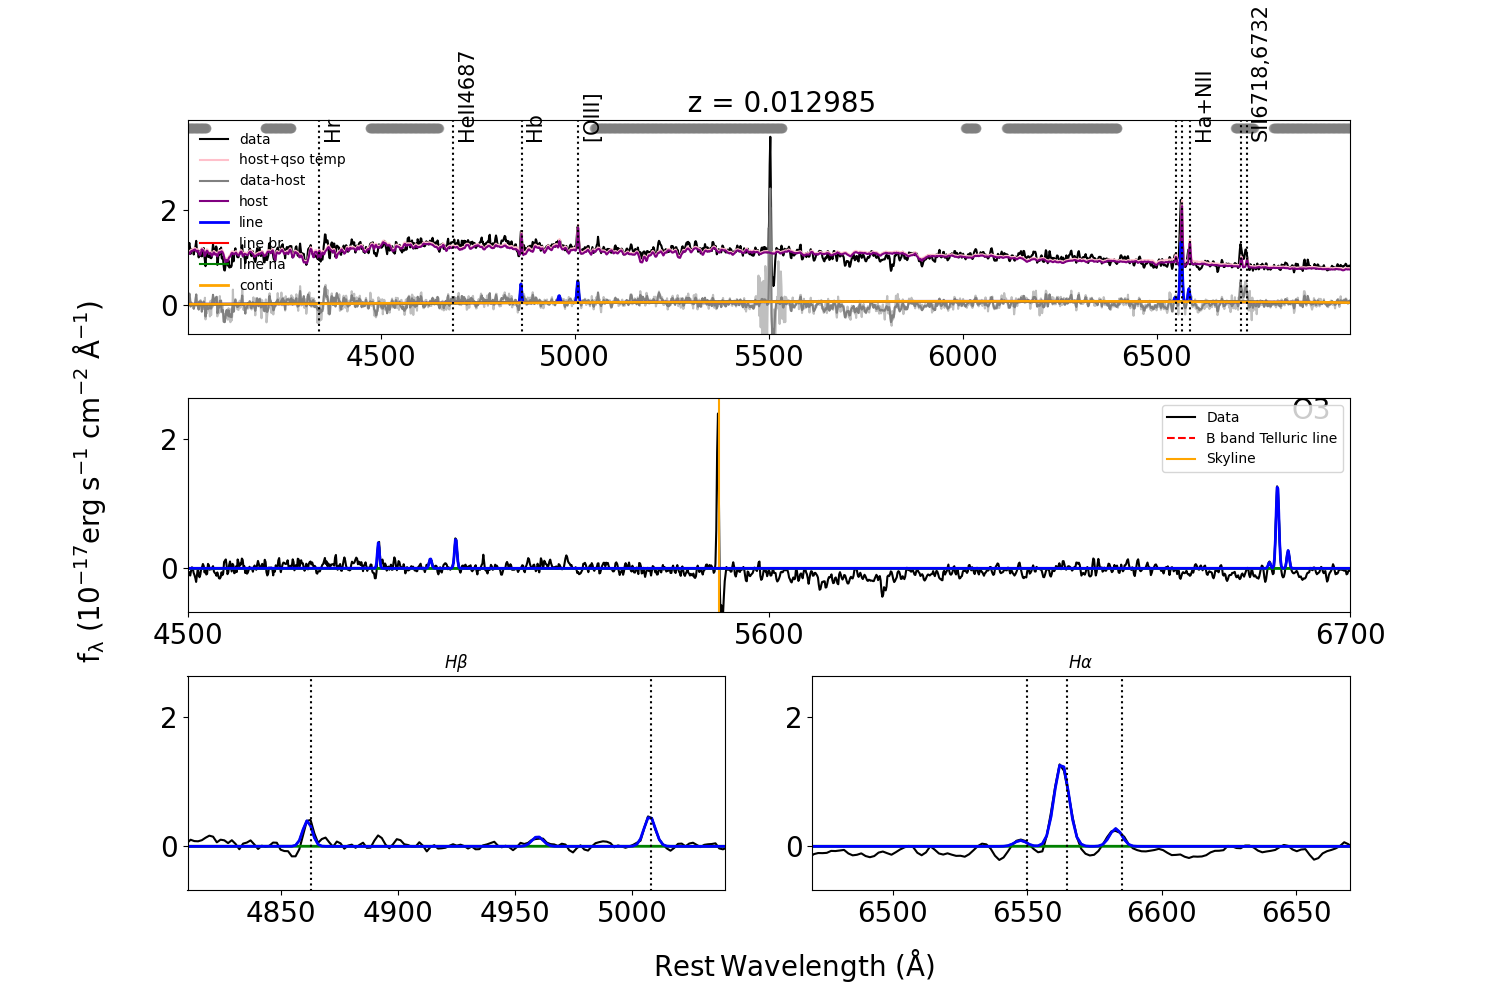 Hr
HeII4687
Hb
[OIII]
z = 0.012985
Ha+NII
SII6718,6732
data
host+qso temp
data-host
host
line
line br
line na
conti
2
0
4500
5000
5500
6000
6500
O3
Data
B band Telluric line
Skyline
2
0
4500
5600
6700
fλ (10⁻¹⁷erg s⁻¹ cm⁻² Å⁻¹)
Hβ
2
0
4850
4900
4950
5000
Hα
2
0
6500
6550
6600
6650
Rest Wavelength (Å)